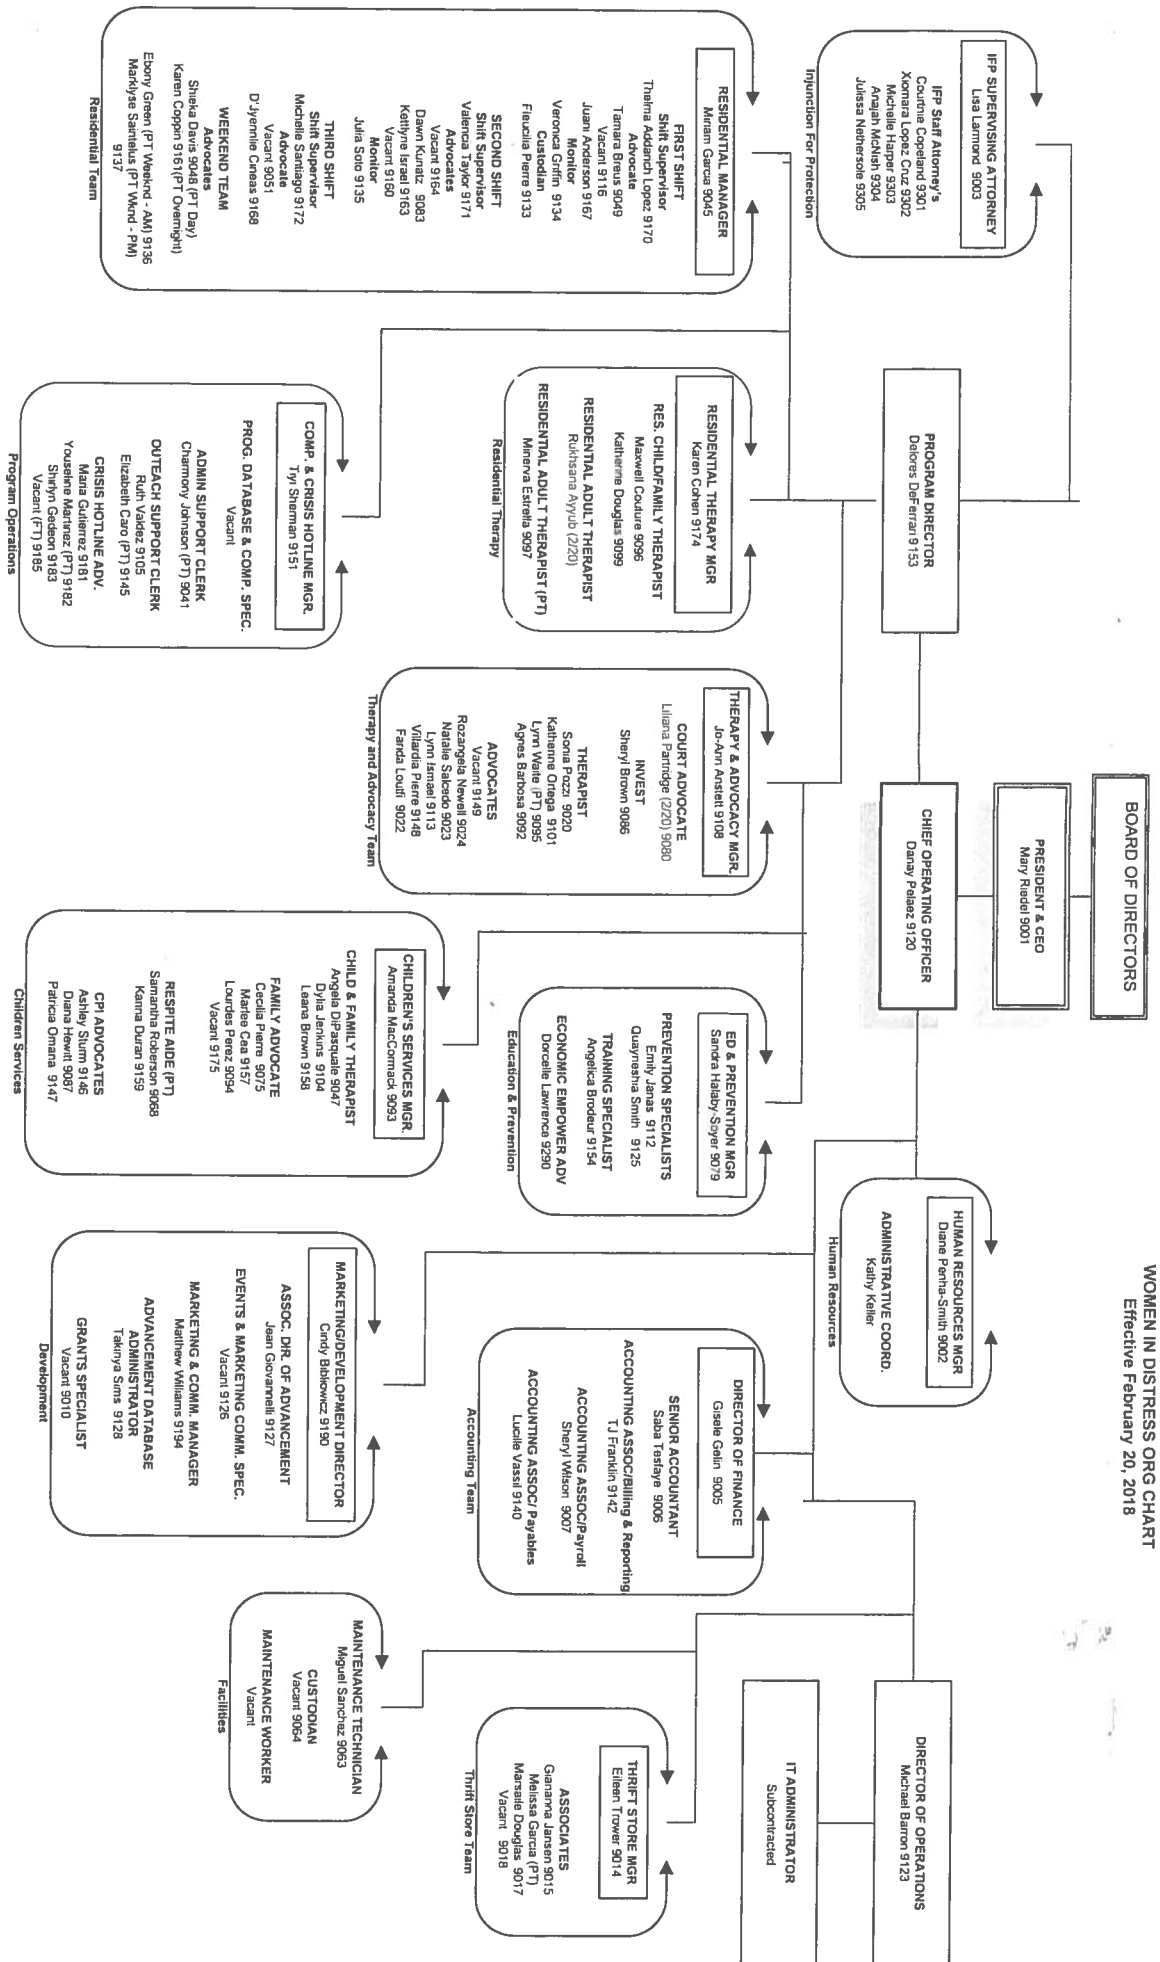 WOMEN IN DISTRESS ORG CHART
Effective February 20, 2018
BOARD OF DIRECTORS
PRESIDENT & CEO
Mary Riedel 9001
CHIEF OPERATING OFFICER
Danay Pelaez 9120
PROGRAM DIRECTOR
Delores DeFerrari 9153
DIRECTOR OF OPERATIONS
Michael Barron 9123
IT ADMINISTRATOR
Subcontracted
HUMAN RESOURCES MGR
Diane Penha-Smith 9002
ADMINISTRATIVE COORD.
Kathy Keller
Human Resources
IFP SUPERVISING ATTORNEY
Lisa Larmond 9003
IFP Staff Attorney's
Courtnie Copeland 9301
Xiomara Lopez Cruz 9302
Michelle Harper 9303
Anajah McNish 9304
Julissa Nethersole 9305
Injunction For Protection
RESIDENTIAL MANAGER
Miriam Garcia 9045
FIRST SHIFT
Shift Supervisor
Thelma Addanch Lopez 9170
Advocate
Tamara Breus 9049
Vacant 9116
Juani Anderson 9167
Monitor
Veronica Griffin 9134
Custodian
Fleucilia Pierre 9133
SECOND SHIFT
Shift Supervisor
Valencia Taylor 9171
Advocates
Vacant 9164
Dawn Kunatz 9083
Kettlyne Israel 9163
Vacant 9160
Monitor
Julia Soto 9135
THIRD SHIFT
Shift Supervisor
Michelle Santiago 9172
Advocate
Vacant 9051
D'Jyennie Cineas 9168
WEEKEND TEAM
Advocates
Shieka Davis 9048 (PT Day)
Karen Coppin 9161(PT Overnight)
Ebony Green (PT Weeknd - AM) 9136
Marklyse Saintelus (PT Wknd - PM)
9137
Residential Team
RESIDENTIAL THERAPY MGR
Karen Cohen 9174
RES. CHILD/FAMILY THERAPIST
Maxwell Couture 9096
Katherine Douglas 9099
RESIDENTIAL ADULT THERAPIST
Rukhsana Ayyub (2/20)
RESIDENTIAL ADULT THERAPIST (PT)
Minerva Estrella 9097
Residential Therapy
COMP. & CRISIS HOTLINE MGR.
Tyi Sherman 9151
PROG. DATABASE & COMP. SPEC.
Vacant
ADMIN SUPPORT CLERK
Charmony Johnson (PT) 9041
OUTEACH SUPPORT CLERK
Ruth Valdez 9105
Elizabeth Caro (PT) 9145
CRISIS HOTLINE ADV.
Maria Gutierrez 9181
Youseline Martinez (PT) 9182
Shirlyn Gedeon 9183
Vacant (FT) 9185
Program Operations
THERAPY & ADVOCACY MGR.
Jo-Ann Anstett 9108
COURT ADVOCATE
Liliana Partridge (2/20) 9080
INVEST
Sheryl Brown 9086
THERAPIST
Sonia Pozzi 9020
Katherine Ortega 9101
Lynn Waite (PT) 9095
Agnes Barbosa 9092
ADVOCATES
Vacant 9149
Rozangela Newell 9024
Natalie Salcedo 9023
Lynn Ismael 9113
Villardia Pierre 9148
Farida Loutfi 9022
Therapy and Advocacy Team
ED & PREVENTION MGR
Sandra Halaby-Soyer 9079
PREVENTION SPECIALISTS
Emily Janas 9112
Quayneshia Smith 9125
TRAINING SPECIALIST
Angelica Brodeur 9154
ECONOMIC EMPOWER ADV
Dorcelle Lawrence 9290
Education & Prevention
CHILDREN'S SERVICES MGR.
Amanda MacCormack 9093
CHILD & FAMILY THERAPIST
Angela DiPasquale 9047
Dylia Jenkins 9104
Leana Brown 9158
FAMILY ADVOCATE
Cecilia Pierre 9075
Marlee Cea 9157
Lourdes Perez 9094
Vacant 9175
RESPITE AIDE (PT)
Samantha Roberson 9068
Karina Duran 9159
CPI ADVOCATES
Ashley Sturm 9146
Diana Hewitt 9087
Patricia Omana 9147
Children Services
DIRECTOR OF FINANCE
Gisele Gelin 9005
SENIOR ACCOUNTANT
Saba Tesfaye 9006
ACCOUNTING ASSOC/Billing & Reporting
TJ Franklin 9142
ACCOUNTING ASSOC/Payroll
Sheryl Wilson 9007
ACCOUNTING ASSOC/ Payables
Lucille Vassil 9140
Accounting Team
MARKETING/DEVELOPMENT DIRECTOR
Cindy Bibliowicz 9190
ASSOC. DIR. OF ADVANCEMENT
Jean Giovannelli 9127
EVENTS & MARKETING COMM. SPEC.
Vacant 9126
MARKETING & COMM. MANAGER
Matthew Williams 9194
ADVANCEMENT DATABASE
ADMINISTRATOR
Takinya Sims 9128
GRANTS SPECIALIST
Vacant 9010
Development
THRIFT STORE MGR
Eileen Trower 9014
ASSOCIATES
Giananna Jansen 9015
Melissa Garcia (PT)
Marsaile Douglas 9017
Vacant 9018
Thrift Store Team
MAINTENANCE TECHNICIAN
Miguel Sanchez 9063
CUSTODIAN
Vacant 9064
MAINTENANCE WORKER
Vacant
Facilities